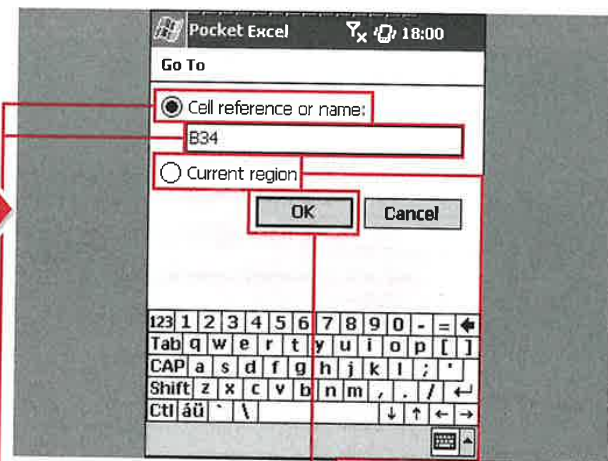 Pocket Excel 18:00
Go To
Cell reference or name:
B34
Current region
OK Cancel
123 1 2 3 4 5 6 7 8 9 0 - =
Tab q w e r t y u i o p [ ]
CAP a s d f g h j k l ; '
Shift z x c v b n m , . /
Ctl áü ` \